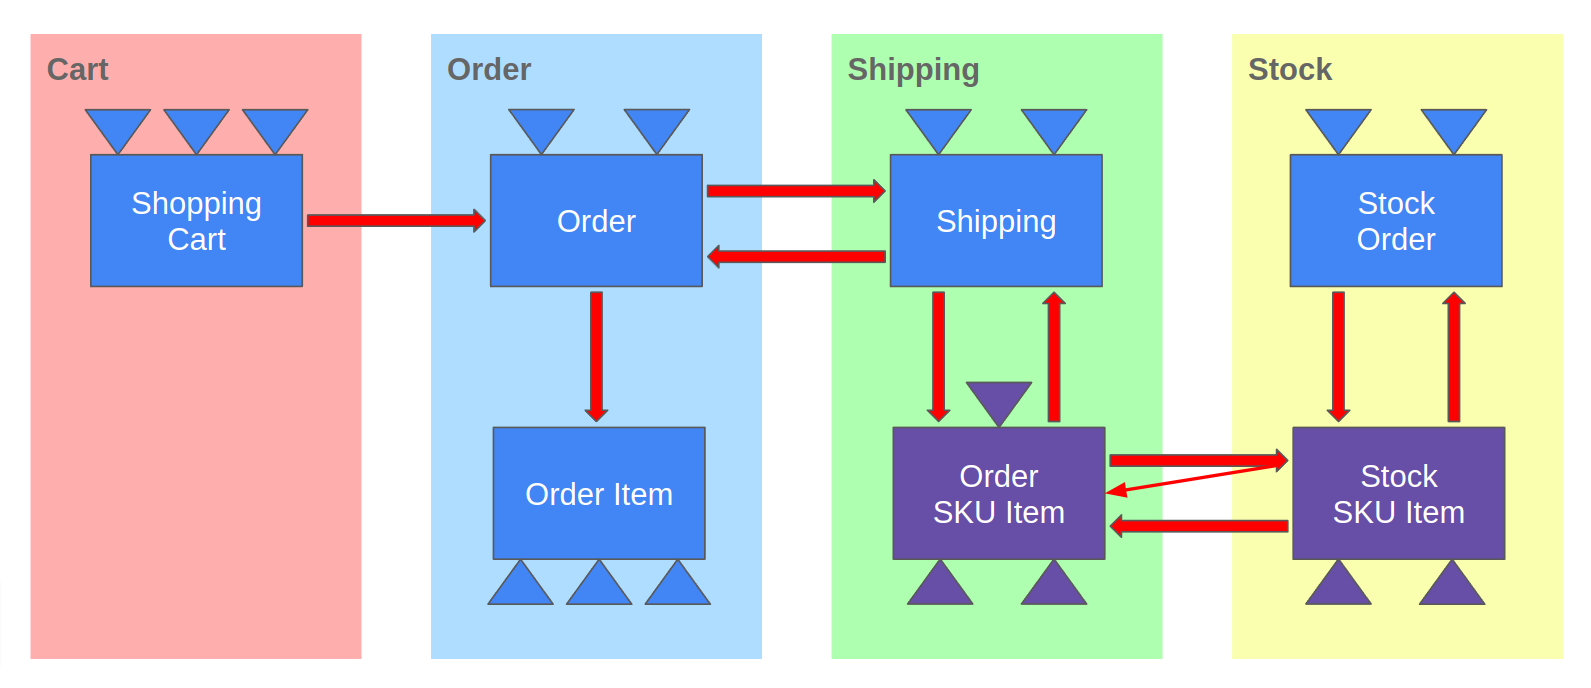 Cart
Order
Shipping
Stock
Shopping
Cart
Order
Shipping
Stock
Order
Order Item
Order
SKU Item
Stock
SKU Item